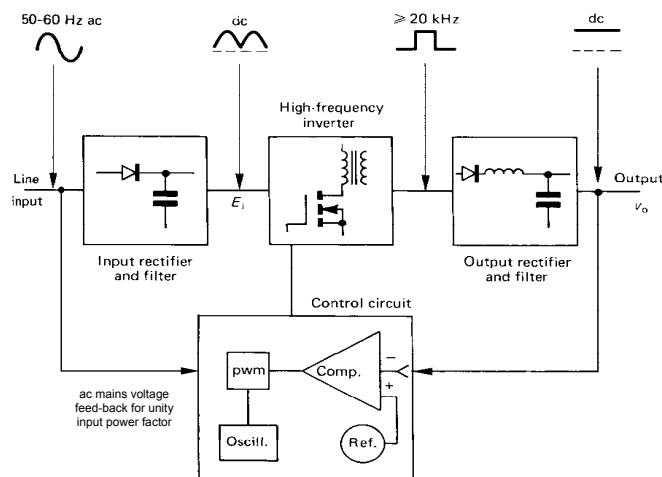 50-60 Hz ac
dc
≥ 20 kHz
dc
High-frequency
inverter
Line
input
E_i
Output
v_o
Input rectifier
and filter
Output rectifier
and filter
Control circuit
ac mains voltage
feed-back for unity
input power factor
pwm
Comp.
−
+
Oscill.
Ref.